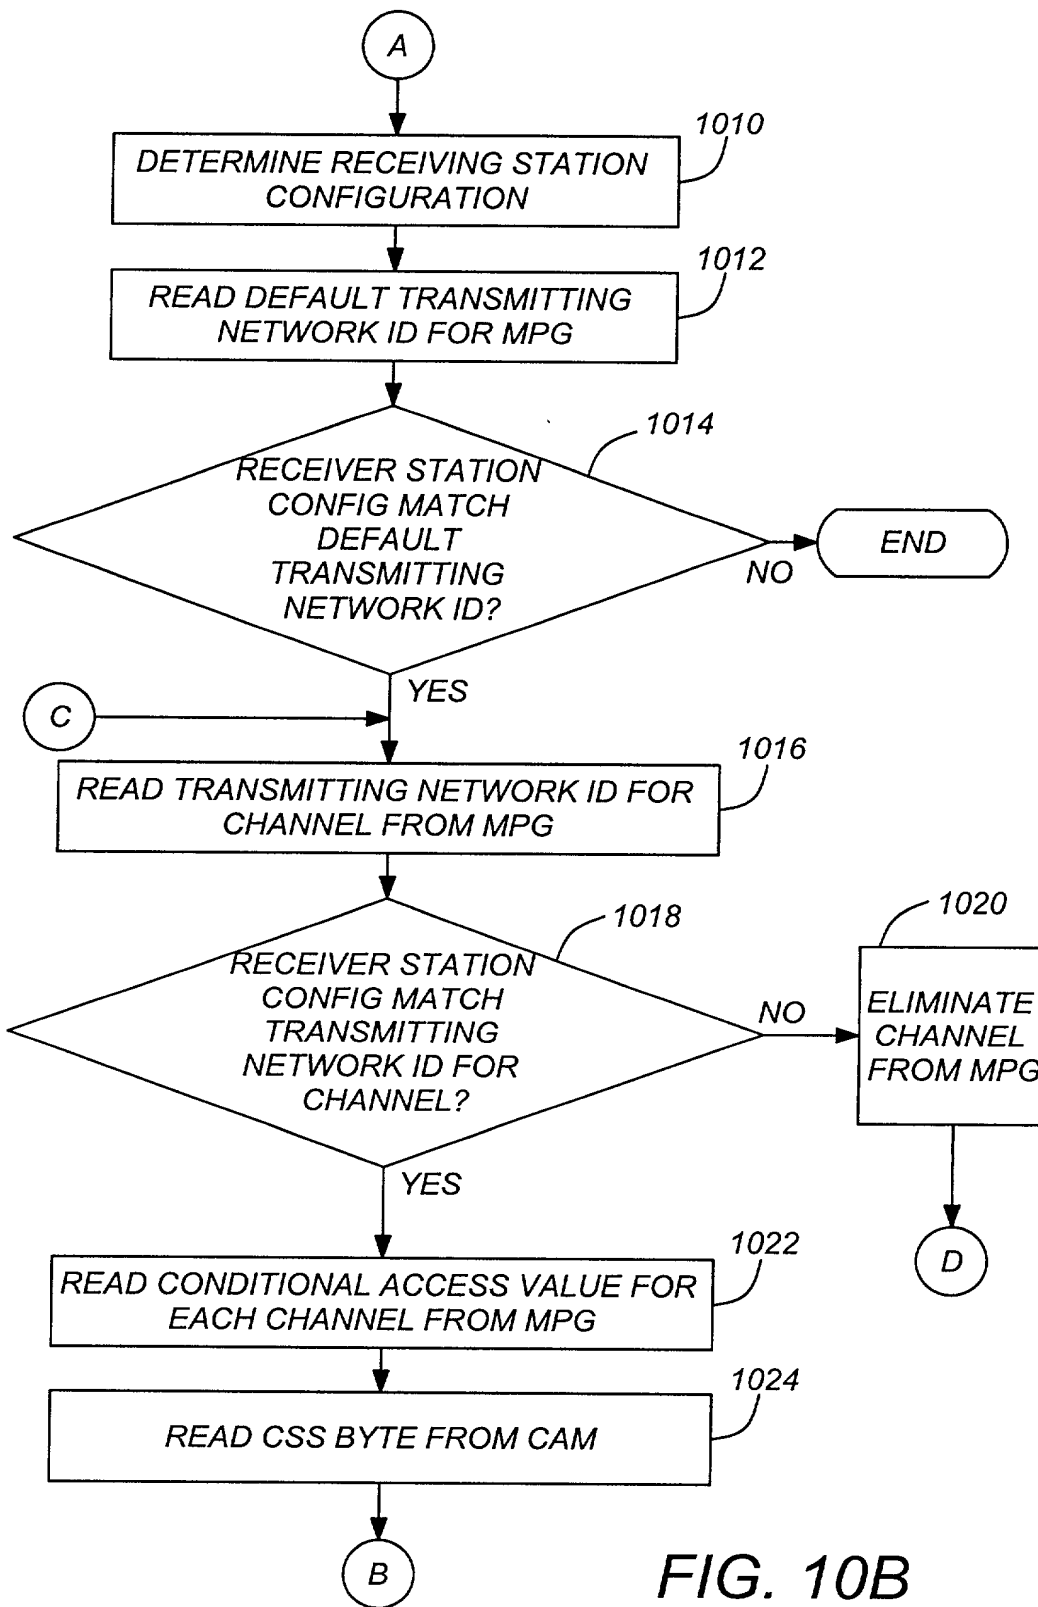 A
1010
DETERMINE RECEIVING STATION
CONFIGURATION
1012
READ DEFAULT TRANSMITTING
NETWORK ID FOR MPG
1014
RECEIVER STATION
CONFIG MATCH
DEFAULT
TRANSMITTING
NETWORK ID?
NO
END
YES
C
1016
READ TRANSMITTING NETWORK ID FOR
CHANNEL FROM MPG
1018
RECEIVER STATION
CONFIG MATCH
TRANSMITTING
NETWORK ID FOR
CHANNEL?
NO
1020
ELIMINATE
CHANNEL
FROM MPG
YES
D
1022
READ CONDITIONAL ACCESS VALUE FOR
EACH CHANNEL FROM MPG
1024
READ CSS BYTE FROM CAM
B
FIG. 10B